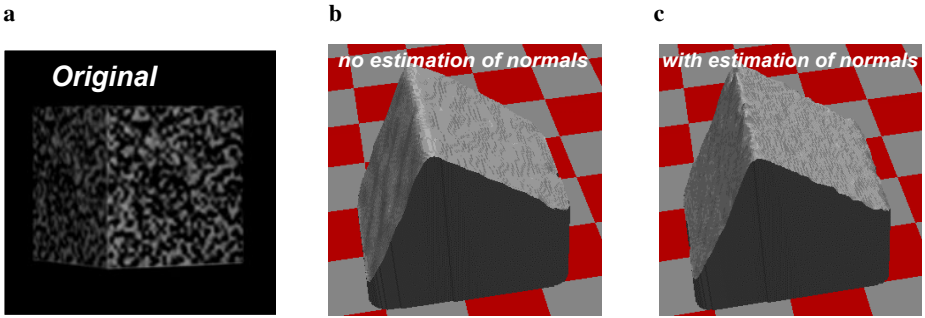 a
b
c
Original
no estimation of normals
with estimation of normals